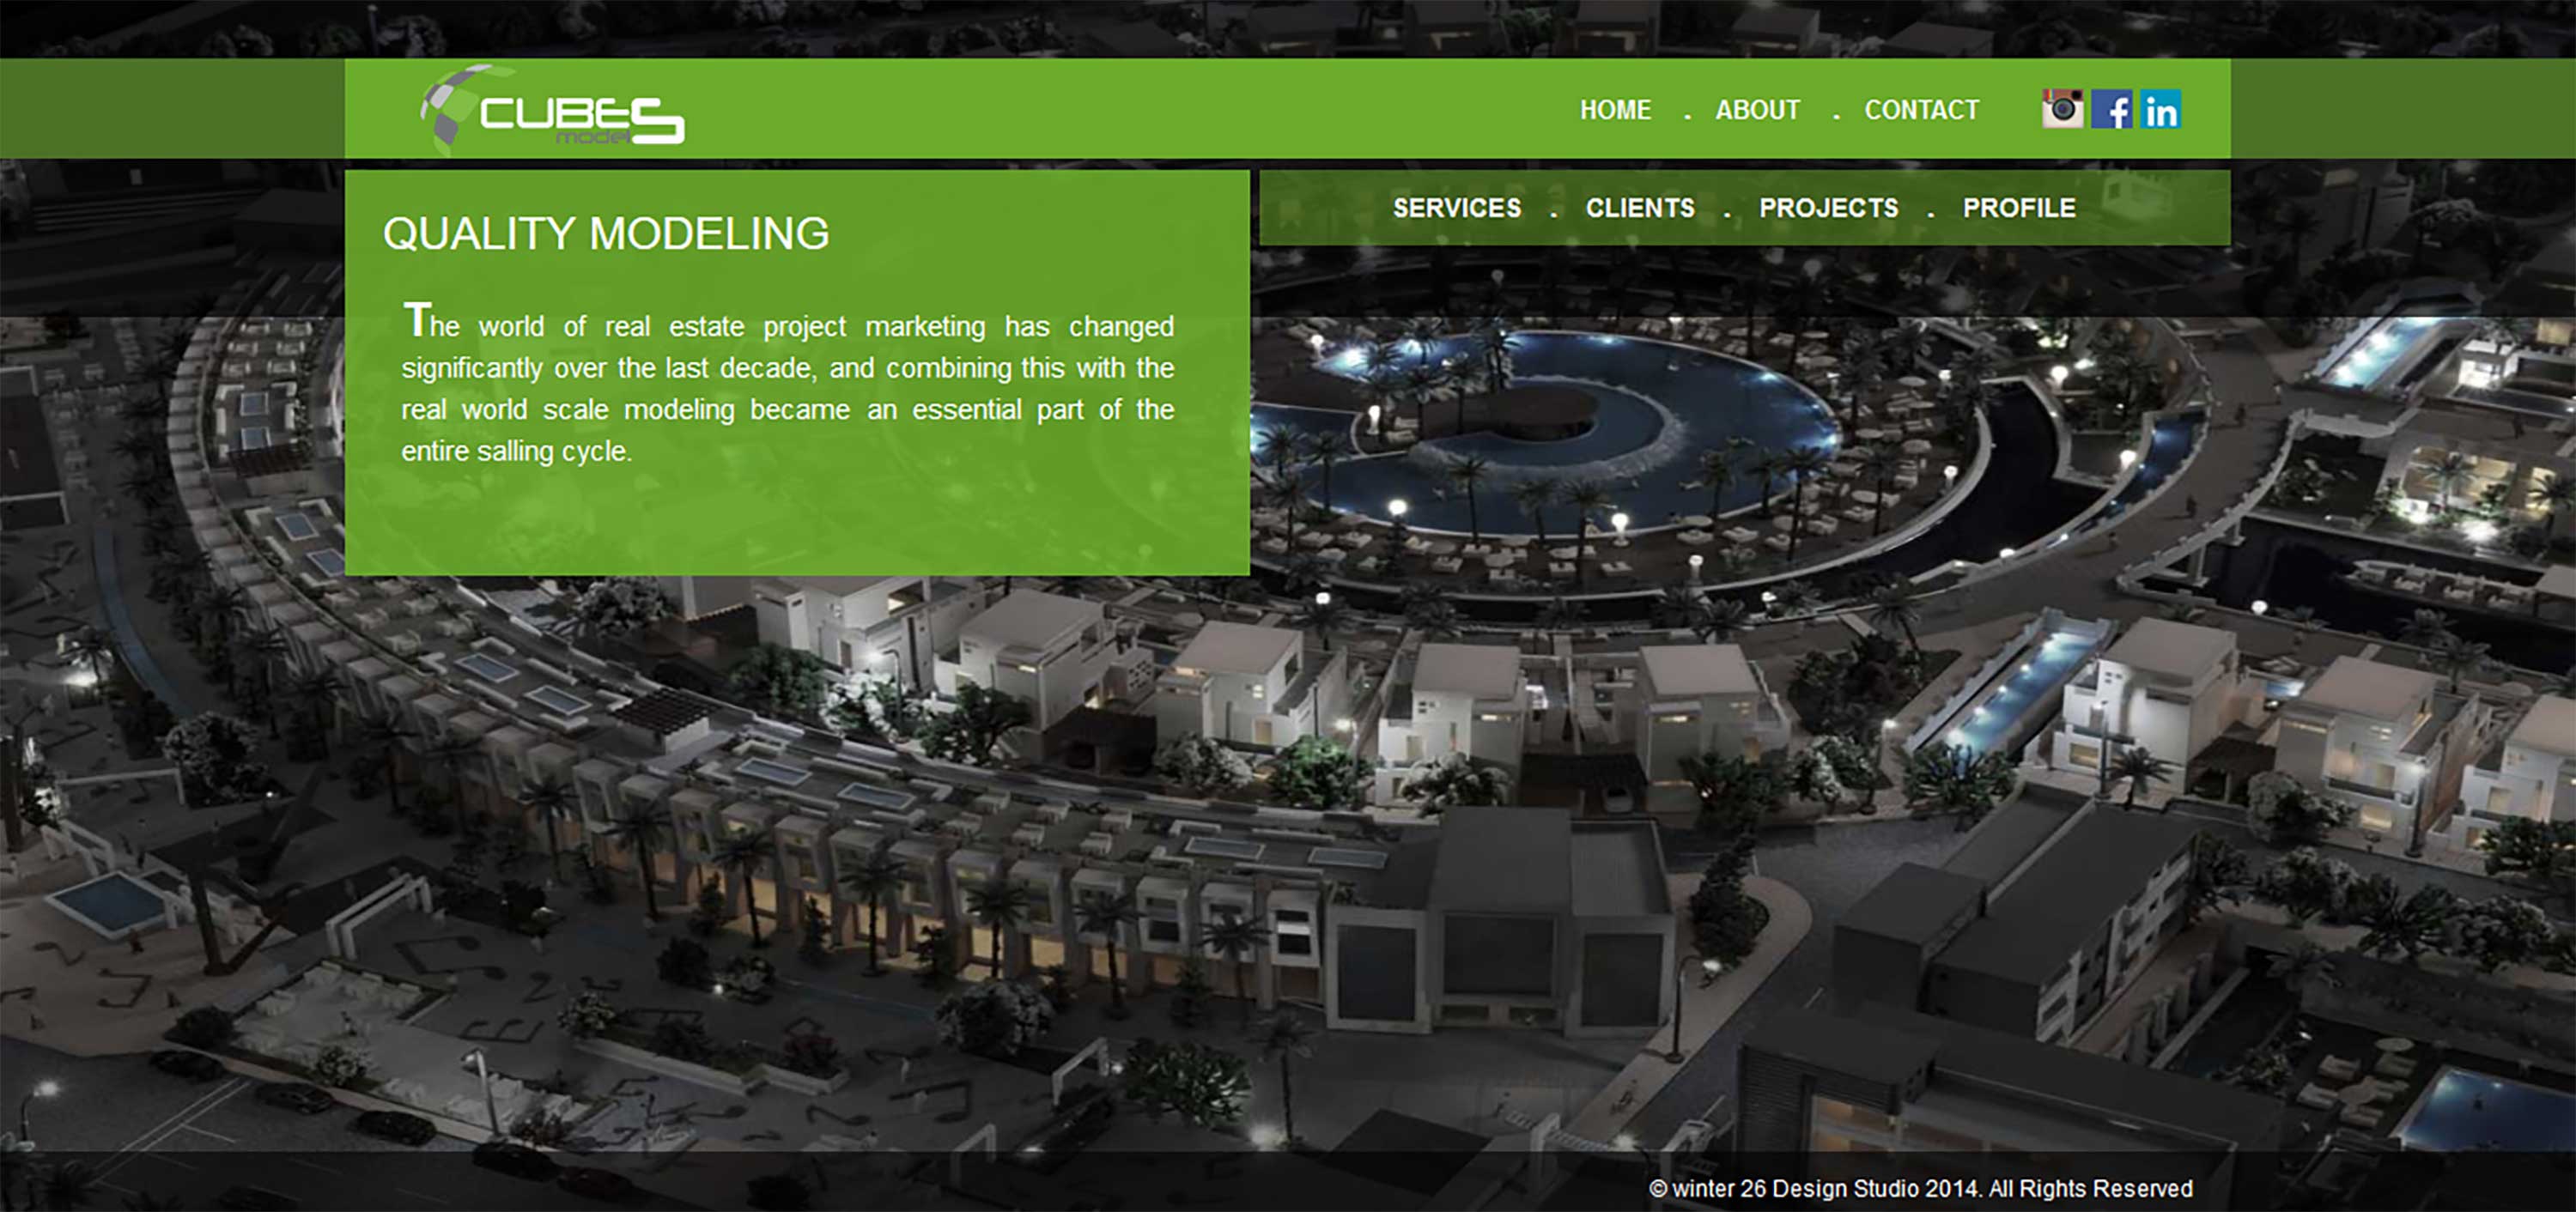 CUBES
model
HOME . ABOUT . CONTACT
SERVICES . CLIENTS . PROJECTS . PROFILE
QUALITY MODELING
The world of real estate project marketing has changed
significantly over the last decade, and combining this with the
real world scale modeling became an essential part of the
entire salling cycle.
© winter 26 Design Studio 2014. All Rights Reserved